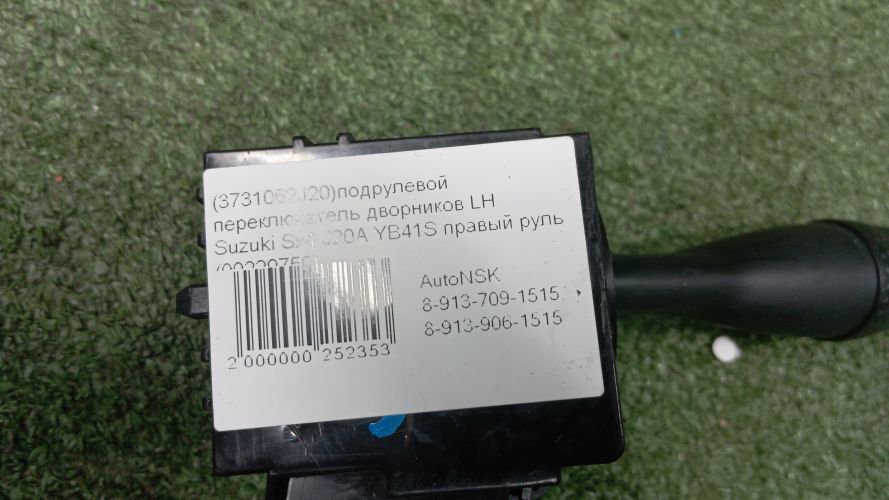 (3731062J20)подрулевой
переключатель дворников LH
Suzuki Sx4 J20A YB41S правый руль
AutoNSK
8-913-709-1515
8-913-906-1515
2 000000 252353